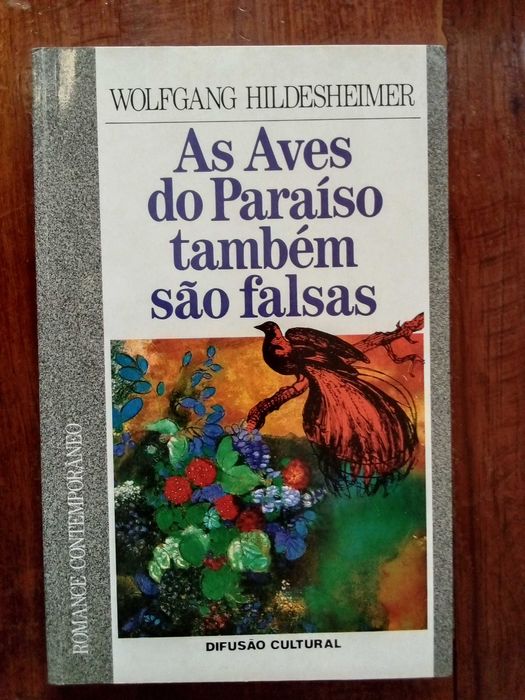 WOLFGANG HILDESHEIMER
As Aves
do Paraíso
também
são falsas
ROMANCE CONTEMPORÂNEO
DIFUSÃO CULTURAL